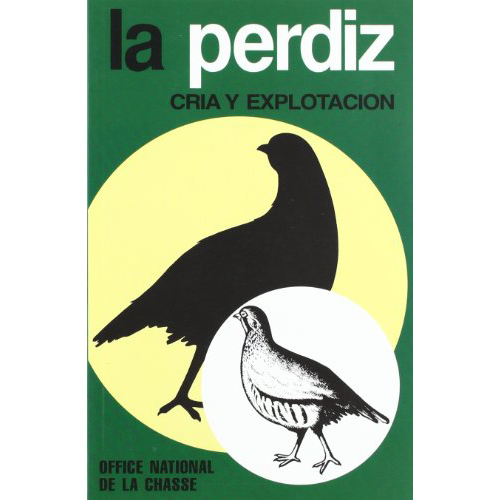 la perdiz
CRIA Y EXPLOTACION
OFFICE NATIONAL
DE LA CHASSE